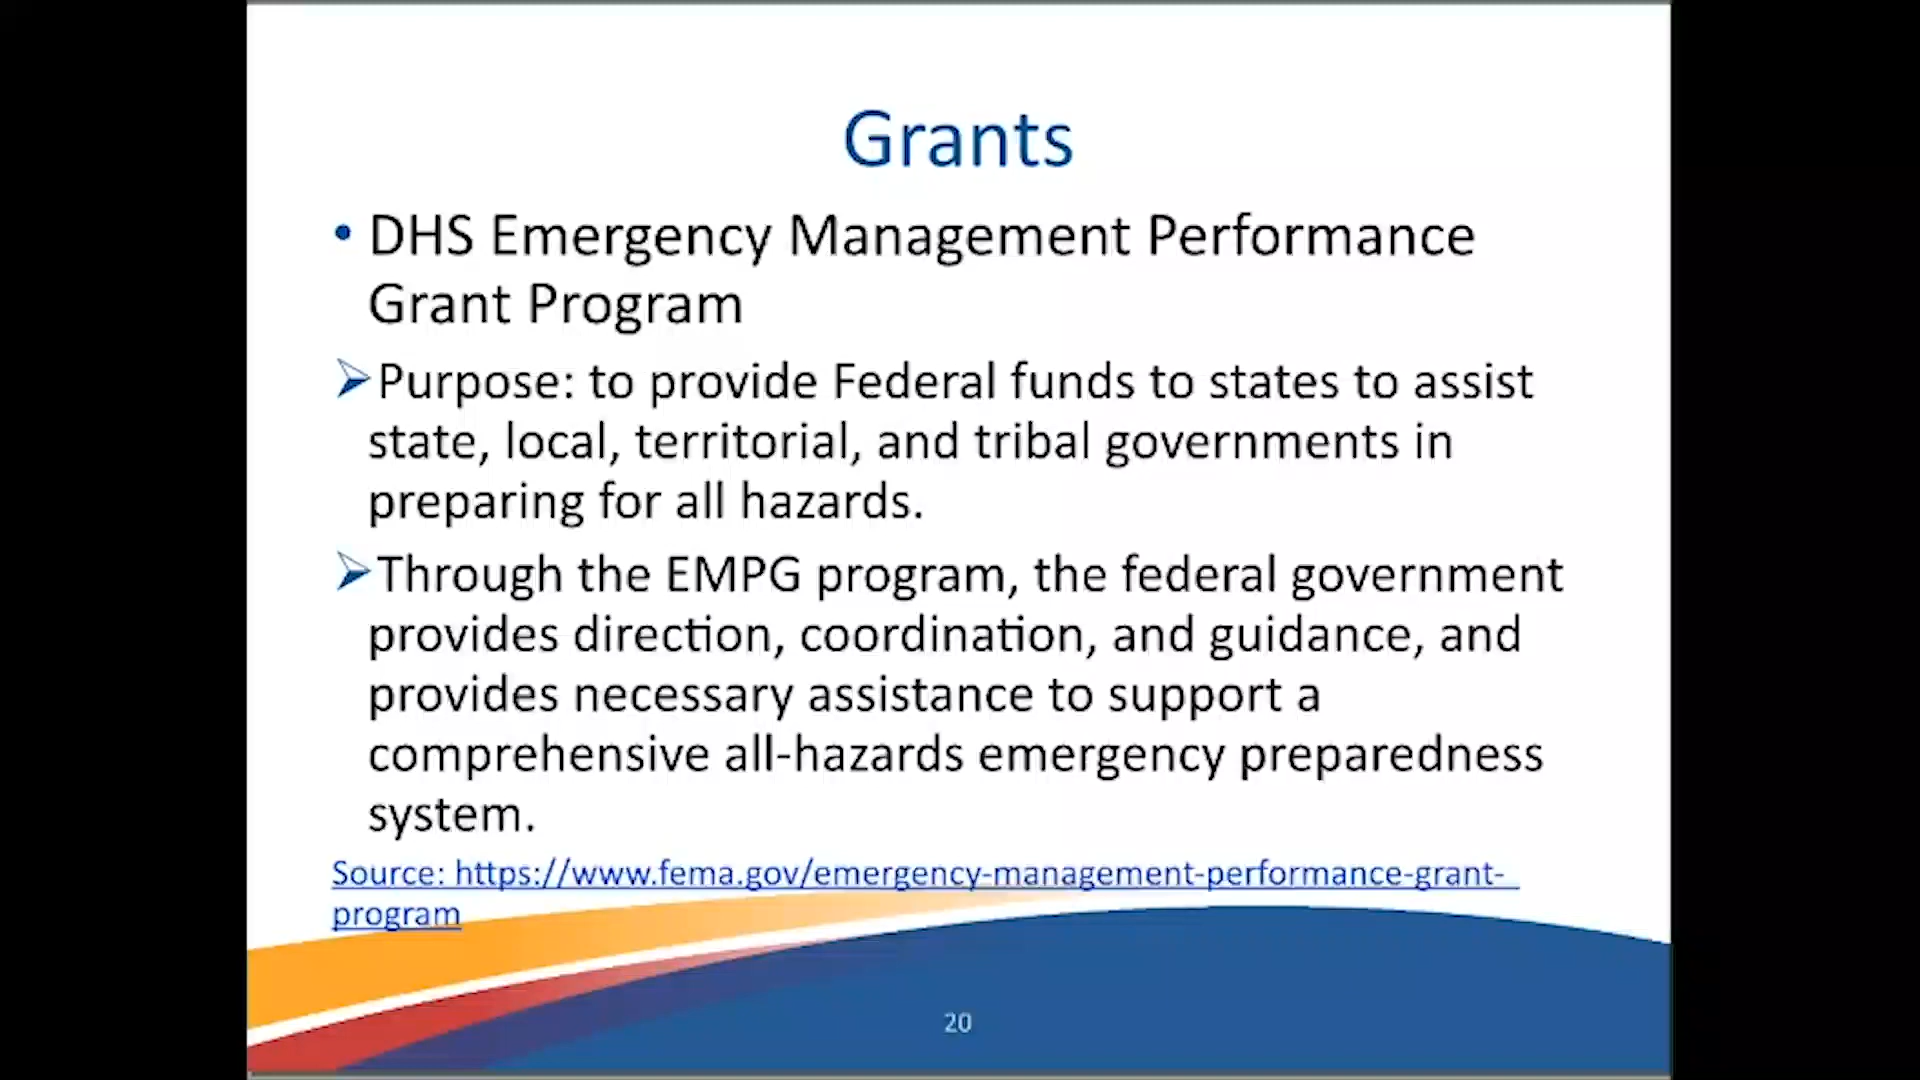 Grants
• DHS Emergency Management Performance
Grant Program
➢Purpose: to provide Federal funds to states to assist
state, local, territorial, and tribal governments in
preparing for all hazards.
➢Through the EMPG program, the federal government
provides direction, coordination, and guidance, and
provides necessary assistance to support a
comprehensive all-hazards emergency preparedness
system.
Source: https://www.fema.gov/emergency-management-performance-grant-
program
20